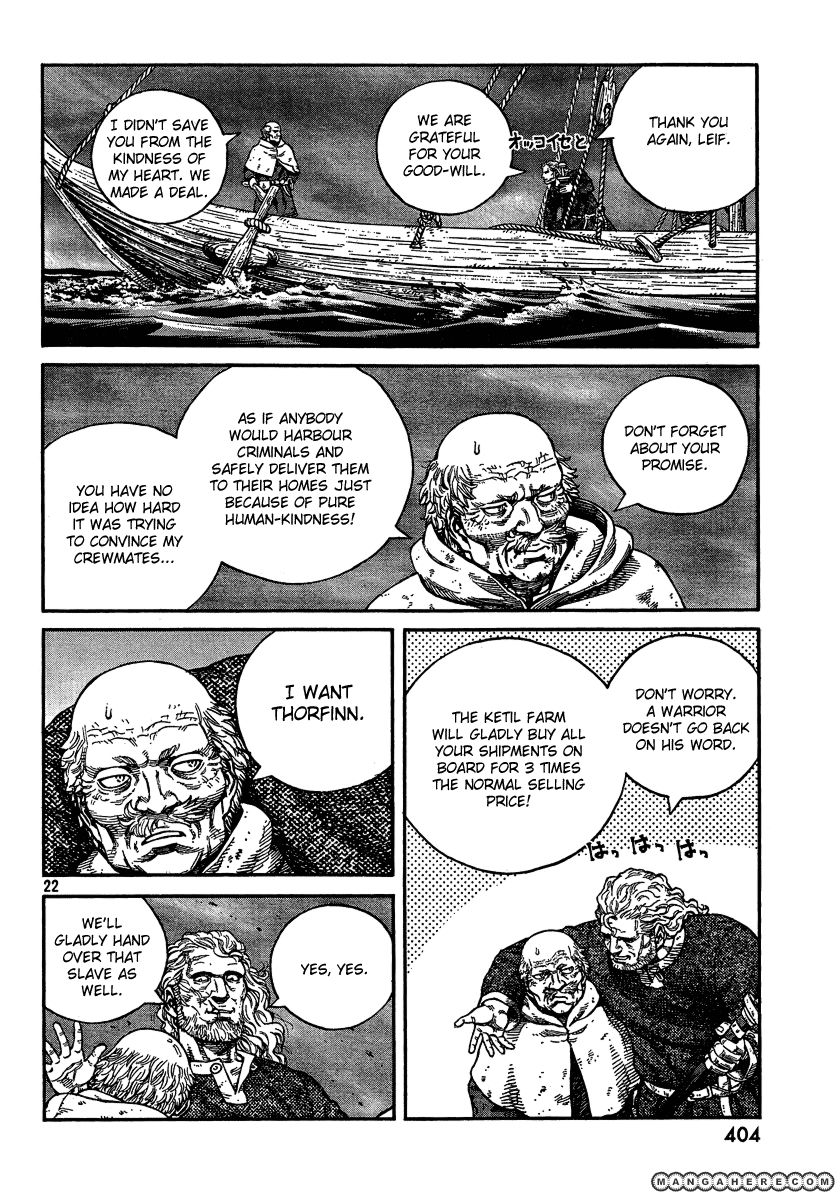 THANK YOU
AGAIN, LEIF.
オッコイセと
WE ARE
GRATEFUL
FOR YOUR
GOOD-WILL.
I DIDN'T SAVE
YOU FROM THE
KINDNESS OF
MY HEART. WE
MADE A DEAL.
DON'T FORGET
ABOUT YOUR
PROMISE.
AS IF ANYBODY
WOULD HARBOUR
CRIMINALS AND
SAFELY DELIVER THEM
TO THEIR HOMES JUST
BECAUSE OF PURE
HUMAN-KINDNESS!
YOU HAVE NO
IDEA HOW HARD
IT WAS TRYING
TO CONVINCE MY
CREWMATES...
DON'T WORRY.
A WARRIOR
DOESN'T GO BACK
ON HIS WORD.
THE KETIL FARM
WILL GLADLY BUY ALL
YOUR SHIPMENTS ON
BOARD FOR 3 TIMES
THE NORMAL SELLING
PRICE!
はっ はっ はっ
I WANT
THORFINN.
22
YES, YES.
WE'LL
GLADLY HAND
OVER THAT
SLAVE AS
WELL.
404
MANGAHERE.COM